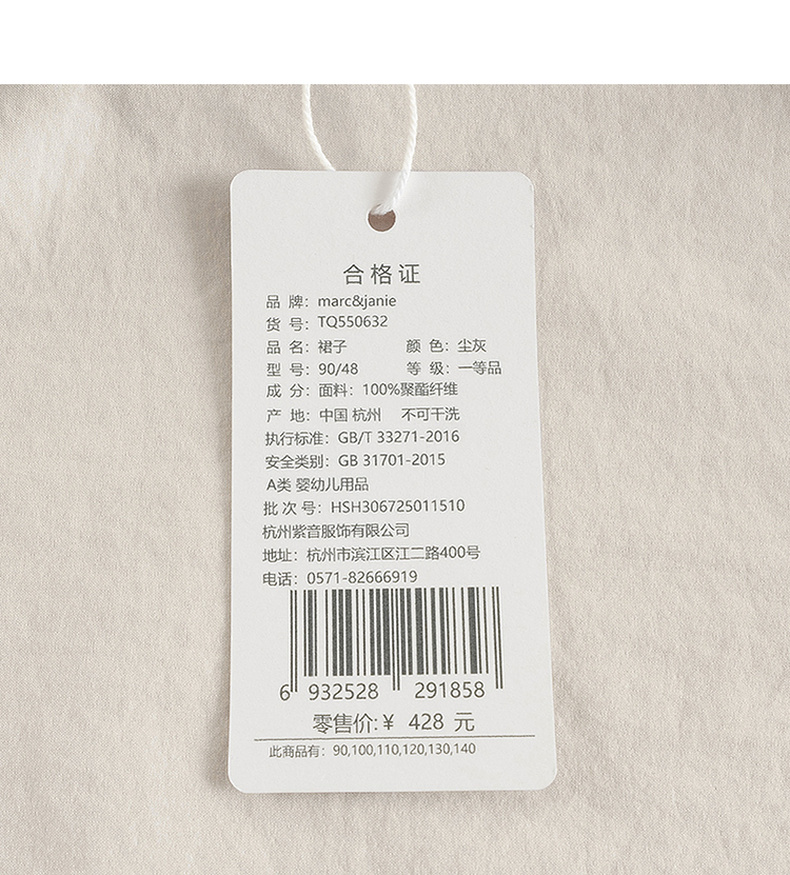 合格证
品 牌：marc&janie
货 号：TQ550632
品 名：裙子 颜 色：尘灰
型 号：90/48 等 级：一等品
成 分：面料：100%聚酯纤维
产 地：中国 杭州 不可干洗
执行标准：GB/T 33271-2016
安全类别：GB 31701-2015
A类 婴幼儿用品
批 次 号：HSH306725011510
杭州紫音服饰有限公司
地址：杭州市滨江区江二路400号
电话：0571-82666919
6 932528 291858
零售价:¥ 428 元
此商品有：90,100,110,120,130,140